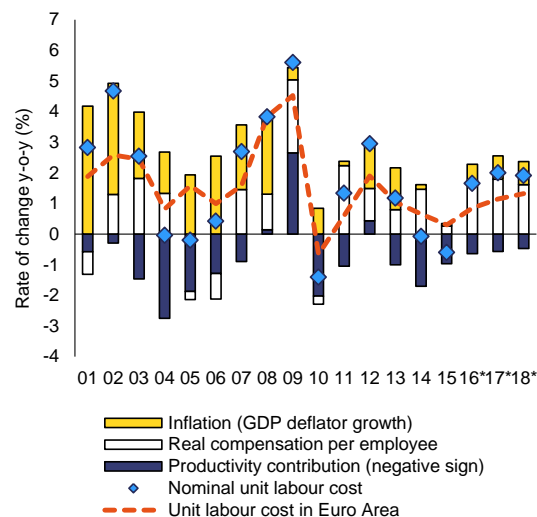 Rate of change y-o-y (%)
7
6
5
4
3
2
1
0
-1
-2
-3
-4
01 02 03 04 05 06 07 08 09 10 11 12 13 14 15 16* 17* 18*
Inflation (GDP deflator growth)
Real compensation per employee
Productivity contribution (negative sign)
Nominal unit labour cost
Unit labour cost in Euro Area